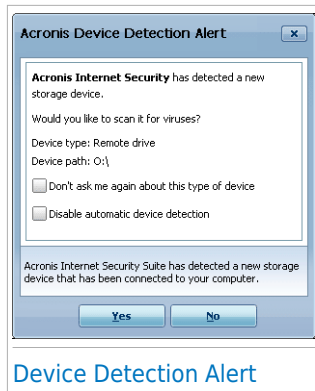 Acronis Device Detection Alert
Acronis Internet Security has detected a new
storage device.
Would you like to scan it for viruses?
Device type: Remote drive
Device path: O:\
Don't ask me again about this type of device
Disable automatic device detection
Acronis Internet Security Suite has detected a new storage
device that has been connected to your computer.
Yes
No
Device Detection Alert